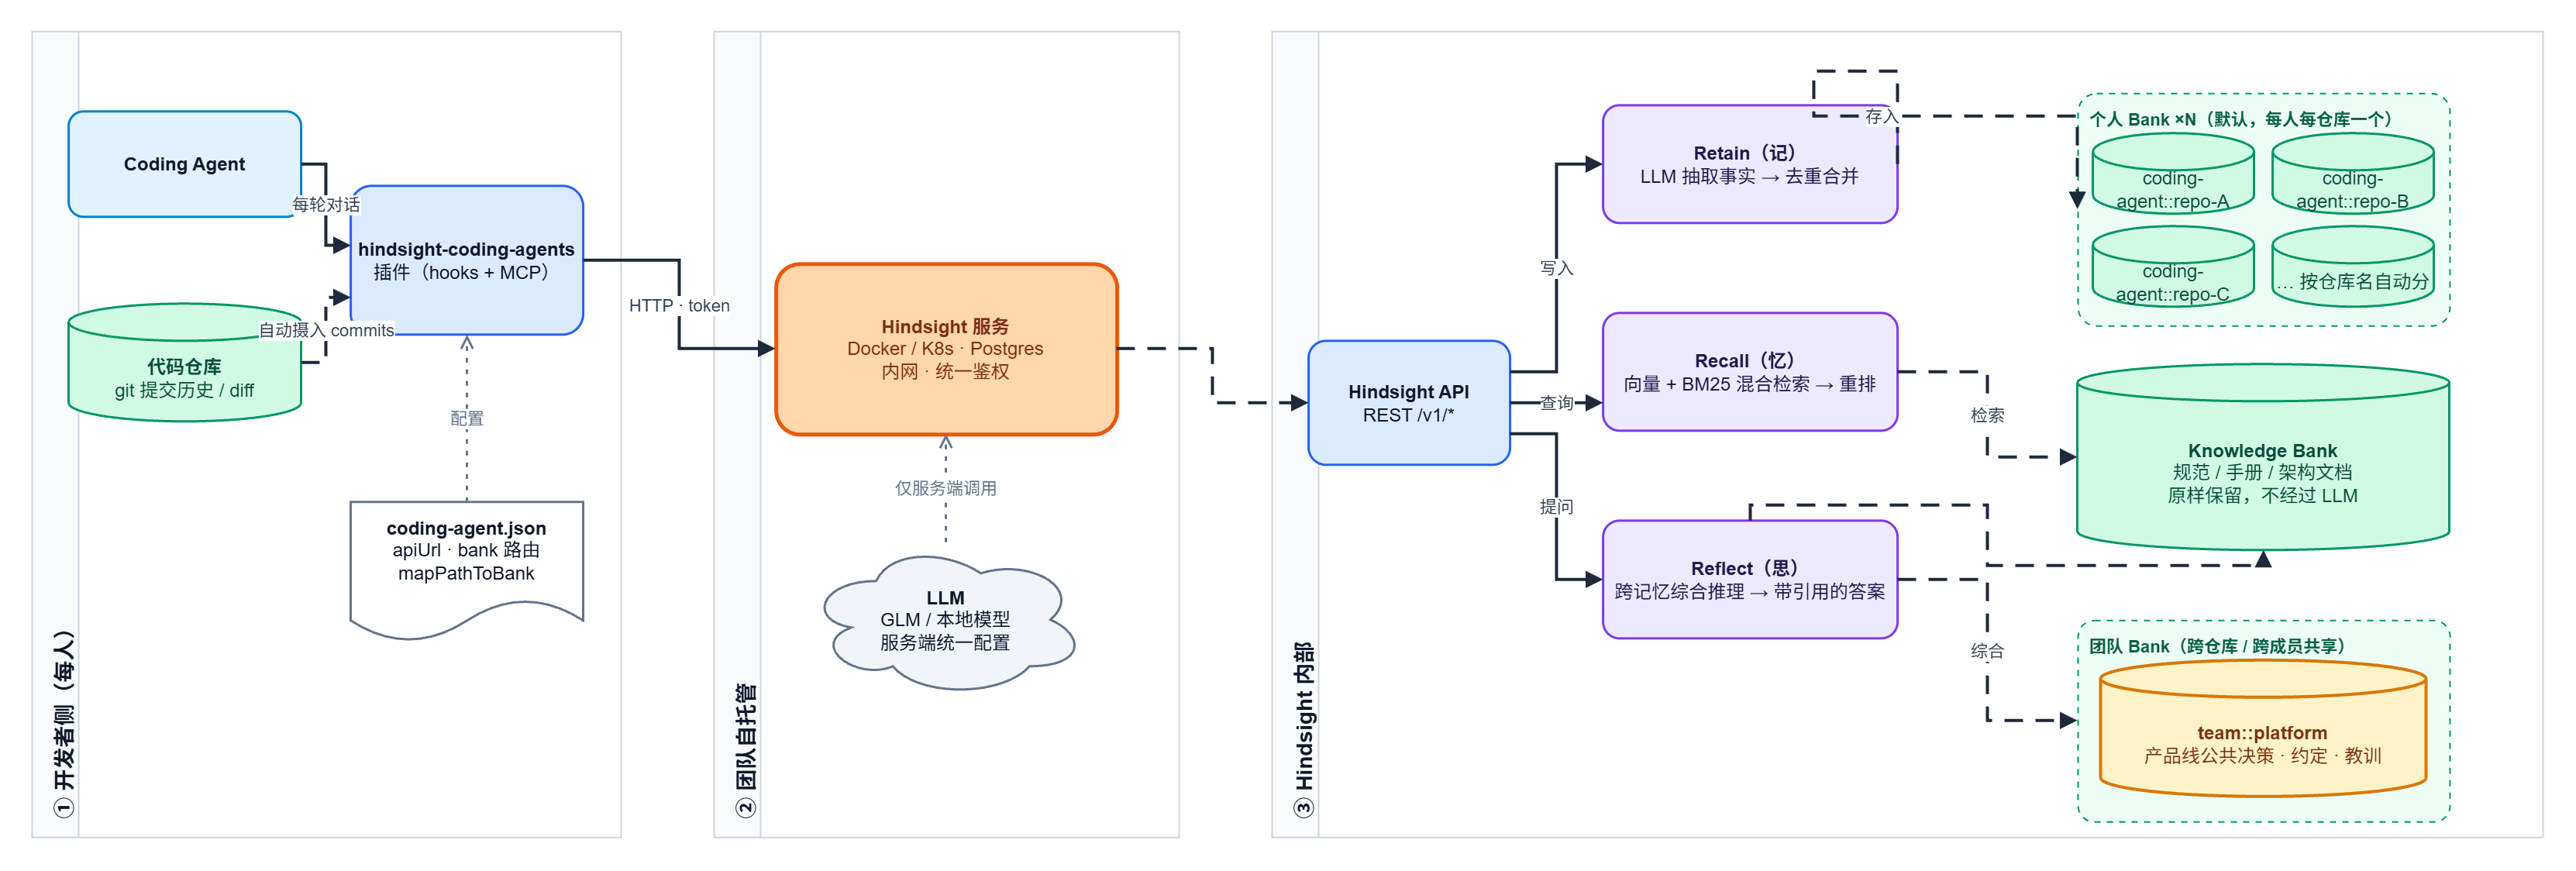 ① 开发者侧（每人）
Coding Agent
每轮对话
hindsight-coding-agents
插件（hooks + MCP）
自动摄入 commits
代码仓库
git 提交历史 / diff
配置
coding-agent.json
apiUrl · bank 路由
mapPathToBank
HTTP · token
② 团队自托管
Hindsight 服务
Docker / K8s · Postgres
内网 · 统一鉴权
仅服务端调用
LLM
GLM / 本地模型
服务端统一配置
③ Hindsight 内部
Hindsight API
REST /v1/*
写入
查询
提问
Retain（记）
LLM 抽取事实 → 去重合并
存入
Recall（忆）
向量 + BM25 混合检索 → 重排
检索
Reflect（思）
跨记忆综合推理 → 带引用的答案
综合
个人 Bank ×N（默认，每人每仓库一个）
coding-
agent::repo-A
coding-
agent::repo-B
coding-
agent::repo-C
… 按仓库名自动分
Knowledge Bank
规范 / 手册 / 架构文档
原样保留，不经过 LLM
团队 Bank（跨仓库 / 跨成员共享）
team::platform
产品线公共决策 · 约定 · 教训